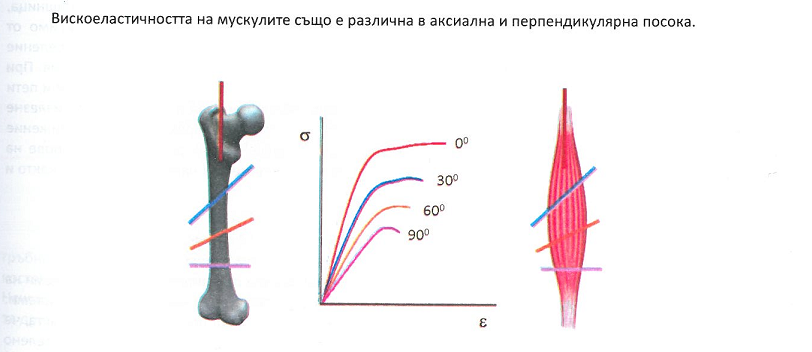 Вискоеластичността на мускулите също е различна в аксиална и перпендикулярна посока.
σ
0⁰
30⁰
60⁰
90⁰
ε